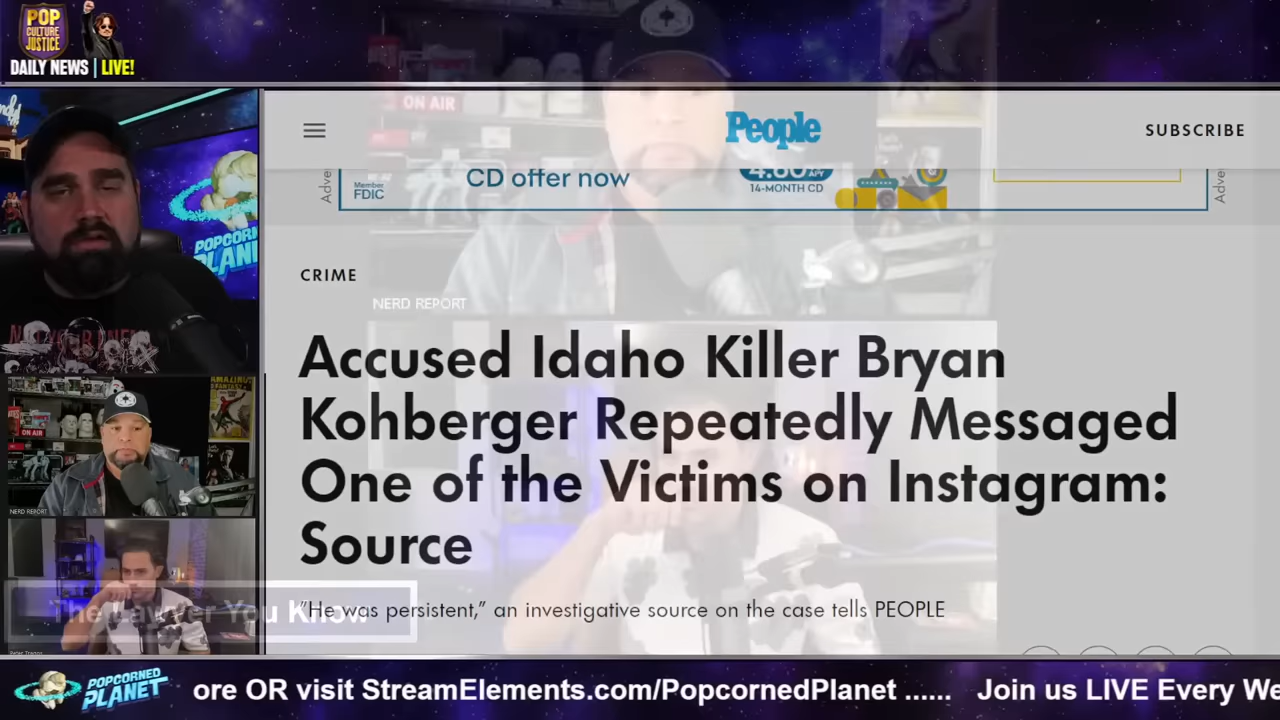 POP
CULTURE
JUSTICE
DAILY NEWS | LIVE!
ON AIR
People
SUBSCRIBE
Member
FDIC
CD offer now
14-MONTH CD
CRIME
NERD REPORT
Accused Idaho Killer Bryan
Kohberger Repeatedly Messaged
One of the Victims on Instagram:
Source
"He was persistent," an investigative source on the case tells PEOPLE
POPCORNED
ON AIR
NERD REPORT
The Lawyer You Know
POPCORNED
PLANET
ore OR visit StreamElements.com/PopcornedPlanet ...... Join us LIVE Every We